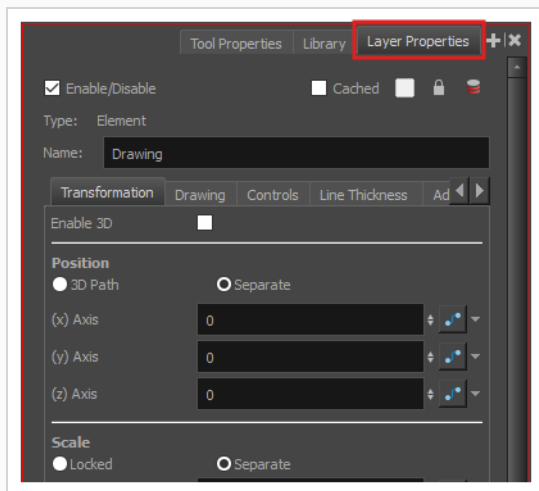 Tool Properties Library Layer Properties
Enable/Disable Cached
Type: Element
Name: Drawing
Transformation Drawing Controls Line Thickness Ad
Enable 3D
Position
3D Path Separate
(x) Axis 0
(y) Axis 0
(z) Axis 0
Scale
Locked Separate